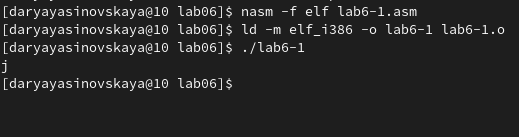 [daryayasinovskaya@10 lab06]$ nasm -f elf lab6-1.asm
[daryayasinovskaya@10 lab06]$ ld -m elf_i386 -o lab6-1 lab6-1.o
[daryayasinovskaya@10 lab06]$ ./lab6-1
j
[daryayasinovskaya@10 lab06]$